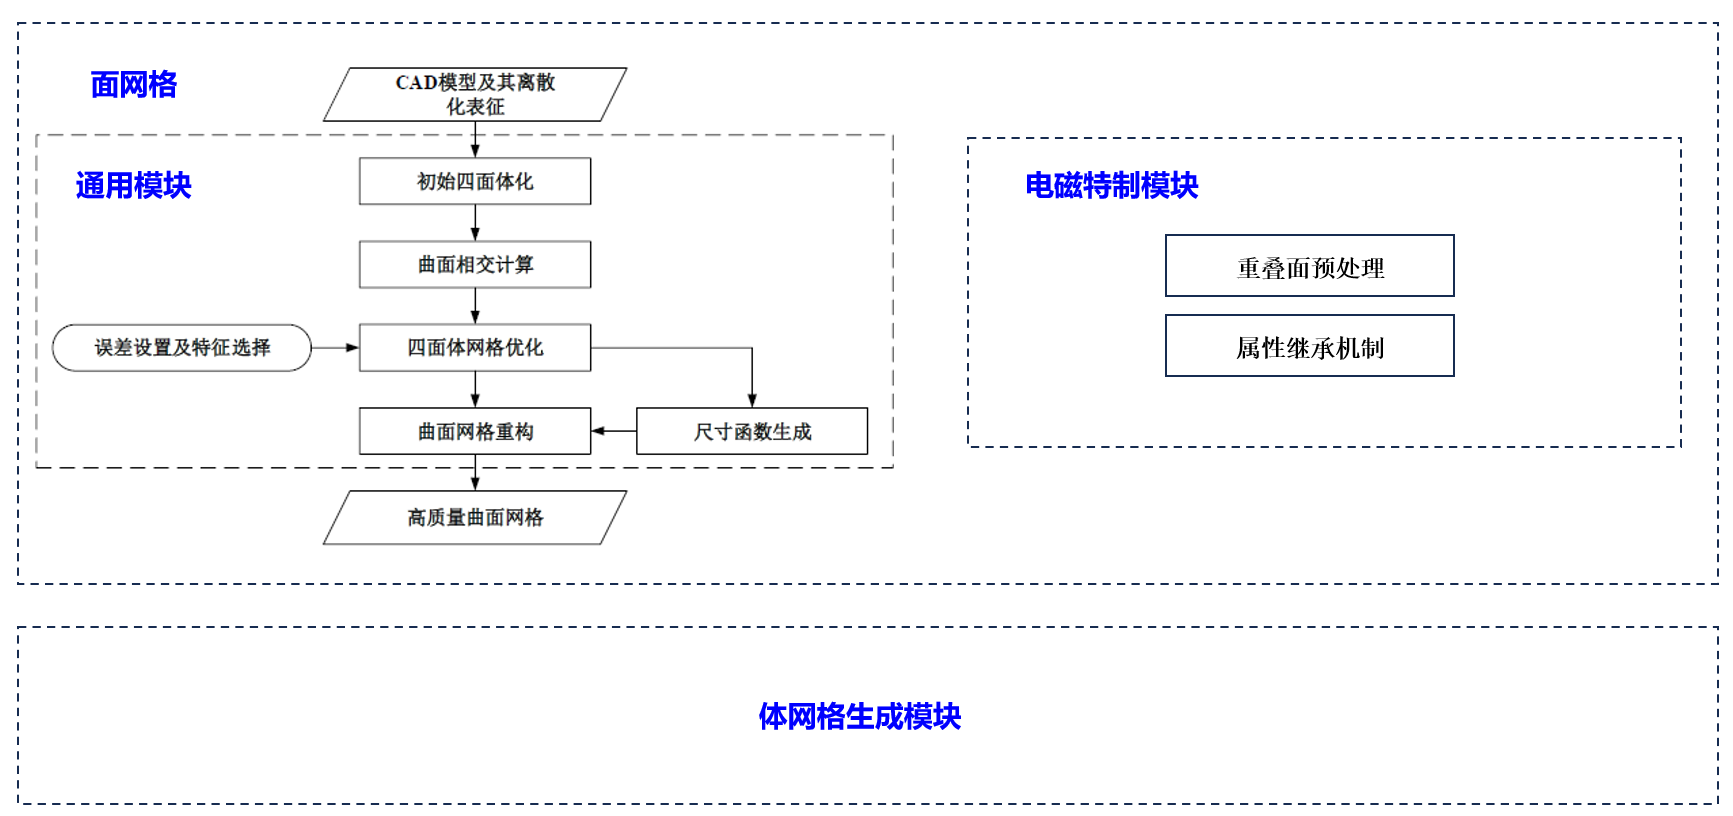 面网格
CAD模型及其离散
化表征
通用模块
初始四面体化
曲面相交计算
误差设置及特征选择
四面体网格优化
曲面网格重构
尺寸函数生成
高质量曲面网格
电磁特制模块
重叠面预处理
属性继承机制
体网格生成模块